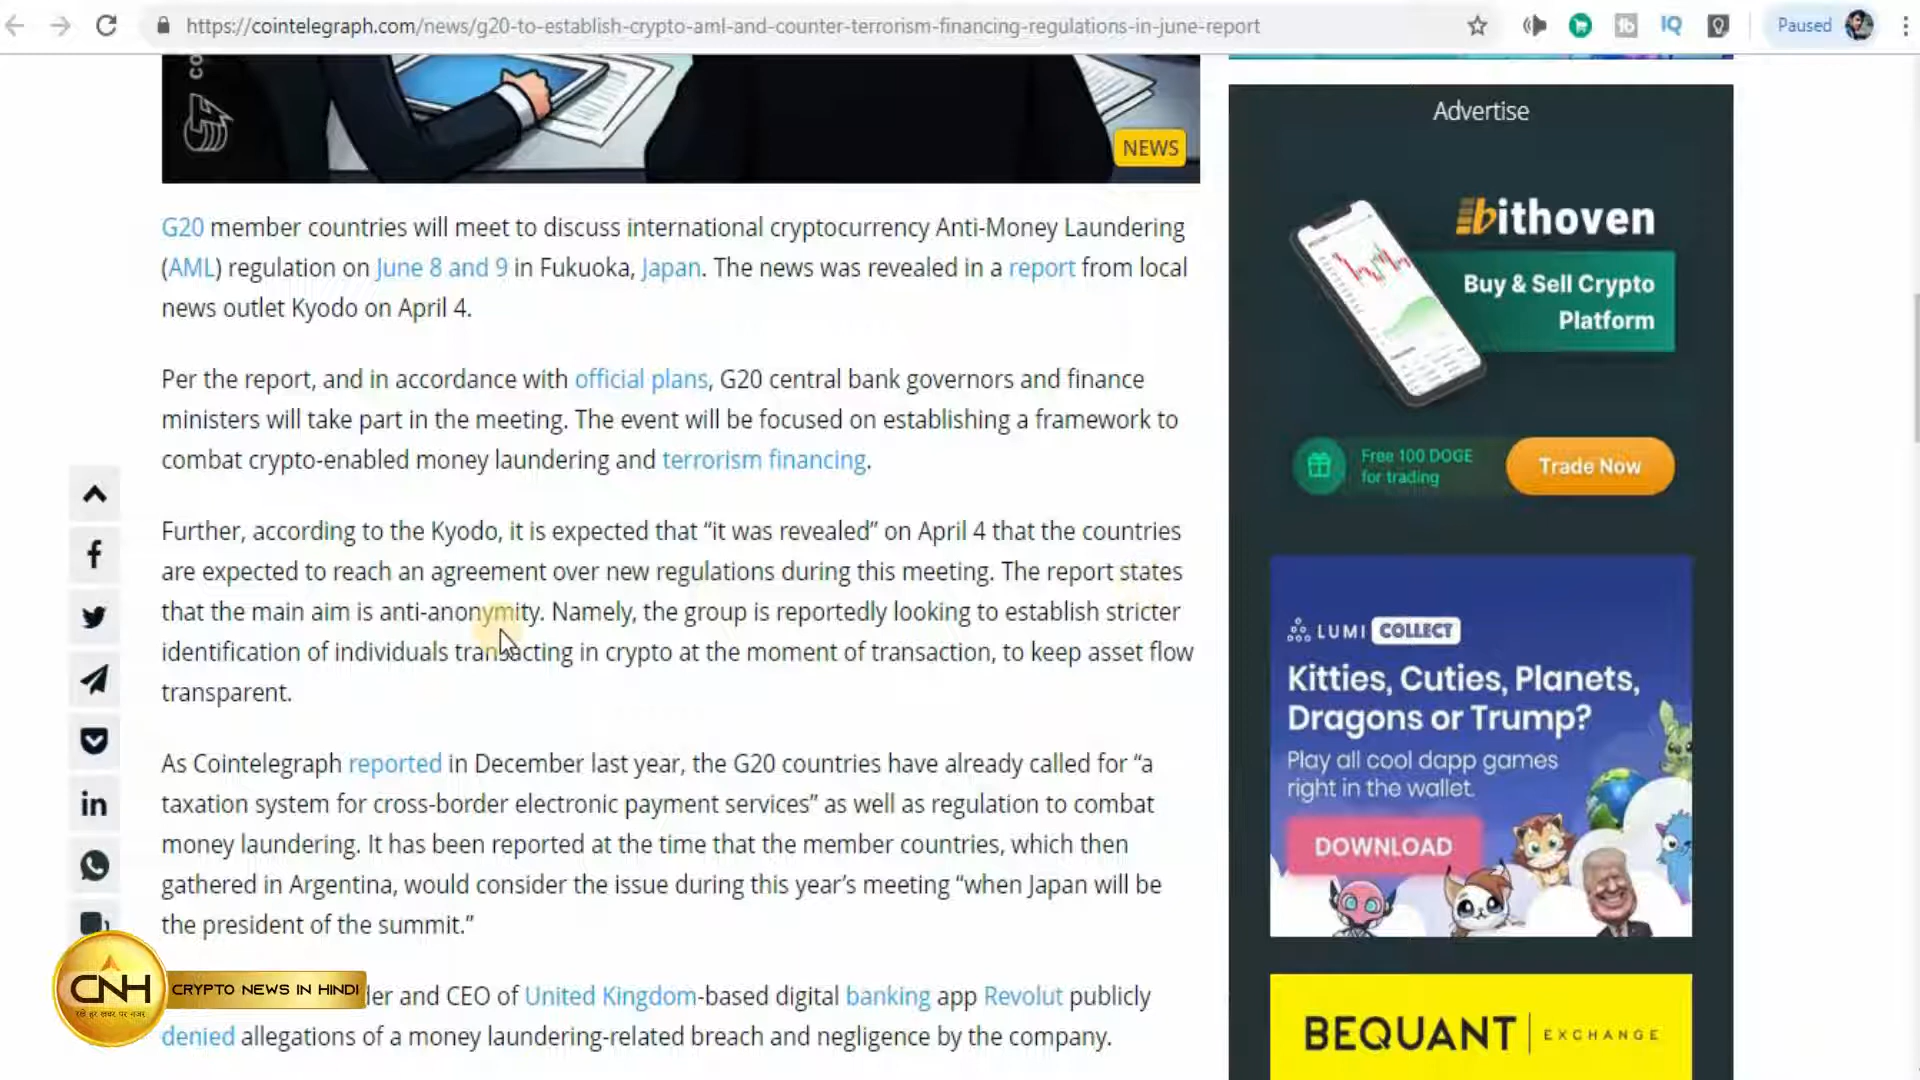 https://cointelegraph.com/news/g20-to-establish-crypto-aml-and-counter-terrorism-financing-regulations-in-june-report
Paused
NEWS
G20 member countries will meet to discuss international cryptocurrency Anti-Money Laundering
(AML) regulation on June 8 and 9 in Fukuoka, Japan. The news was revealed in a report from local
news outlet Kyodo on April 4.
Per the report, and in accordance with official plans, G20 central bank governors and finance
ministers will take part in the meeting. The event will be focused on establishing a framework to
combat crypto-enabled money laundering and terrorism financing.
Further, according to the Kyodo, it is expected that “it was revealed” on April 4 that the countries
are expected to reach an agreement over new regulations during this meeting. The report states
that the main aim is anti-anonymity. Namely, the group is reportedly looking to establish stricter
identification of individuals transacting in crypto at the moment of transaction, to keep asset flow
transparent.
As Cointelegraph reported in December last year, the G20 countries have already called for “a
taxation system for cross-border electronic payment services” as well as regulation to combat
money laundering. It has been reported at the time that the member countries, which then
gathered in Argentina, would consider the issue during this year’s meeting “when Japan will be
the president of the summit.”
der and CEO of United Kingdom-based digital banking app Revolut publicly
denied allegations of a money laundering-related breach and negligence by the company.
CNH
CRYPTO NEWS IN HINDI
रखे हर खबर पर नजर
Advertise
bithoven
Buy & Sell Crypto
Platform
Free 100 DOGE
for trading
Trade Now
LUMI COLLECT
Kitties, Cuties, Planets,
Dragons or Trump?
Play all cool dapp games
right in the wallet.
DOWNLOAD
BEQUANT | EXCHANGE